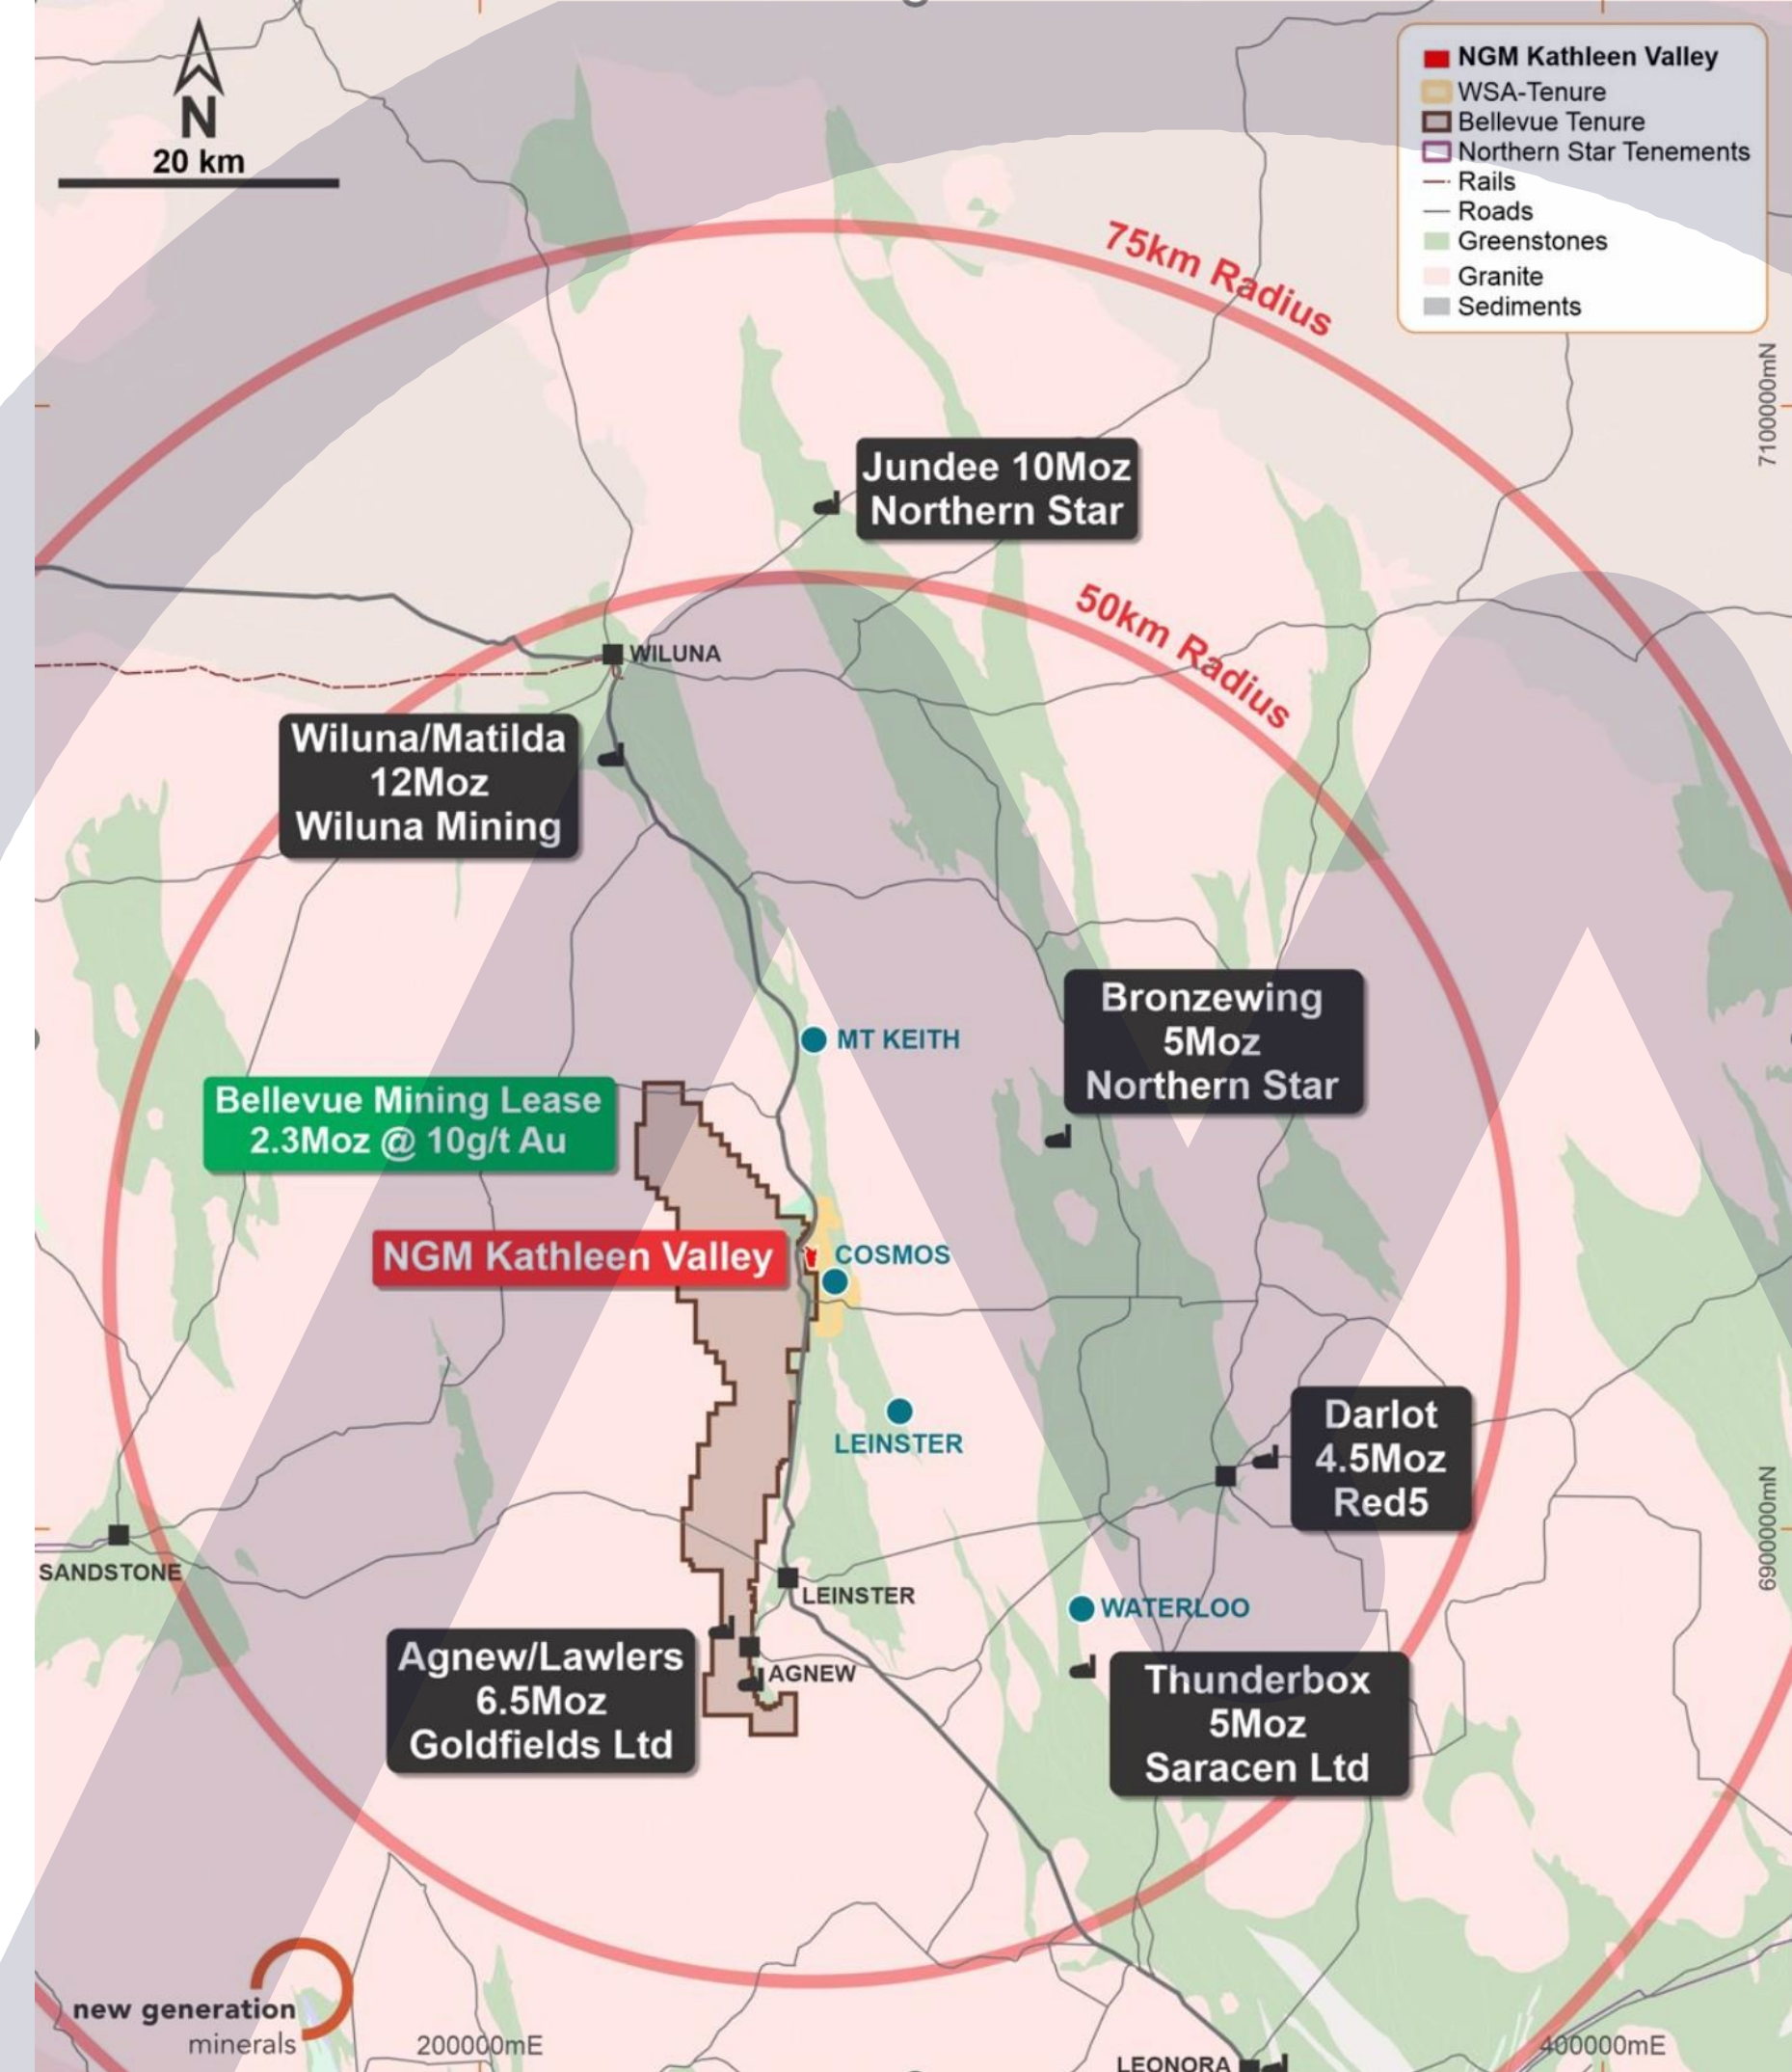 N
20 km
NGM Kathleen Valley
WSA-Tenure
Bellevue Tenure
Northern Star Tenements
Rails
Roads
Greenstones
Granite
Sediments
75km Radius
7100000mN
Jundee 10Moz
Northern Star
50km Radius
WILUNA
Wiluna/Matilda
12Moz
Wiluna Mining
Bronzewing
5Moz
Northern Star
MT KEITH
Bellevue Mining Lease
2.3Moz @ 10g/t Au
NGM Kathleen Valley
COSMOS
LEINSTER
Darlot
4.5Moz
Red5
6900000mN
SANDSTONE
LEINSTER
WATERLOO
Agnew/Lawlers
6.5Moz
Goldfields Ltd
AGNEW
Thunderbox
5Moz
Saracen Ltd
new generation
minerals
200000mE
400000mE
LEONORA